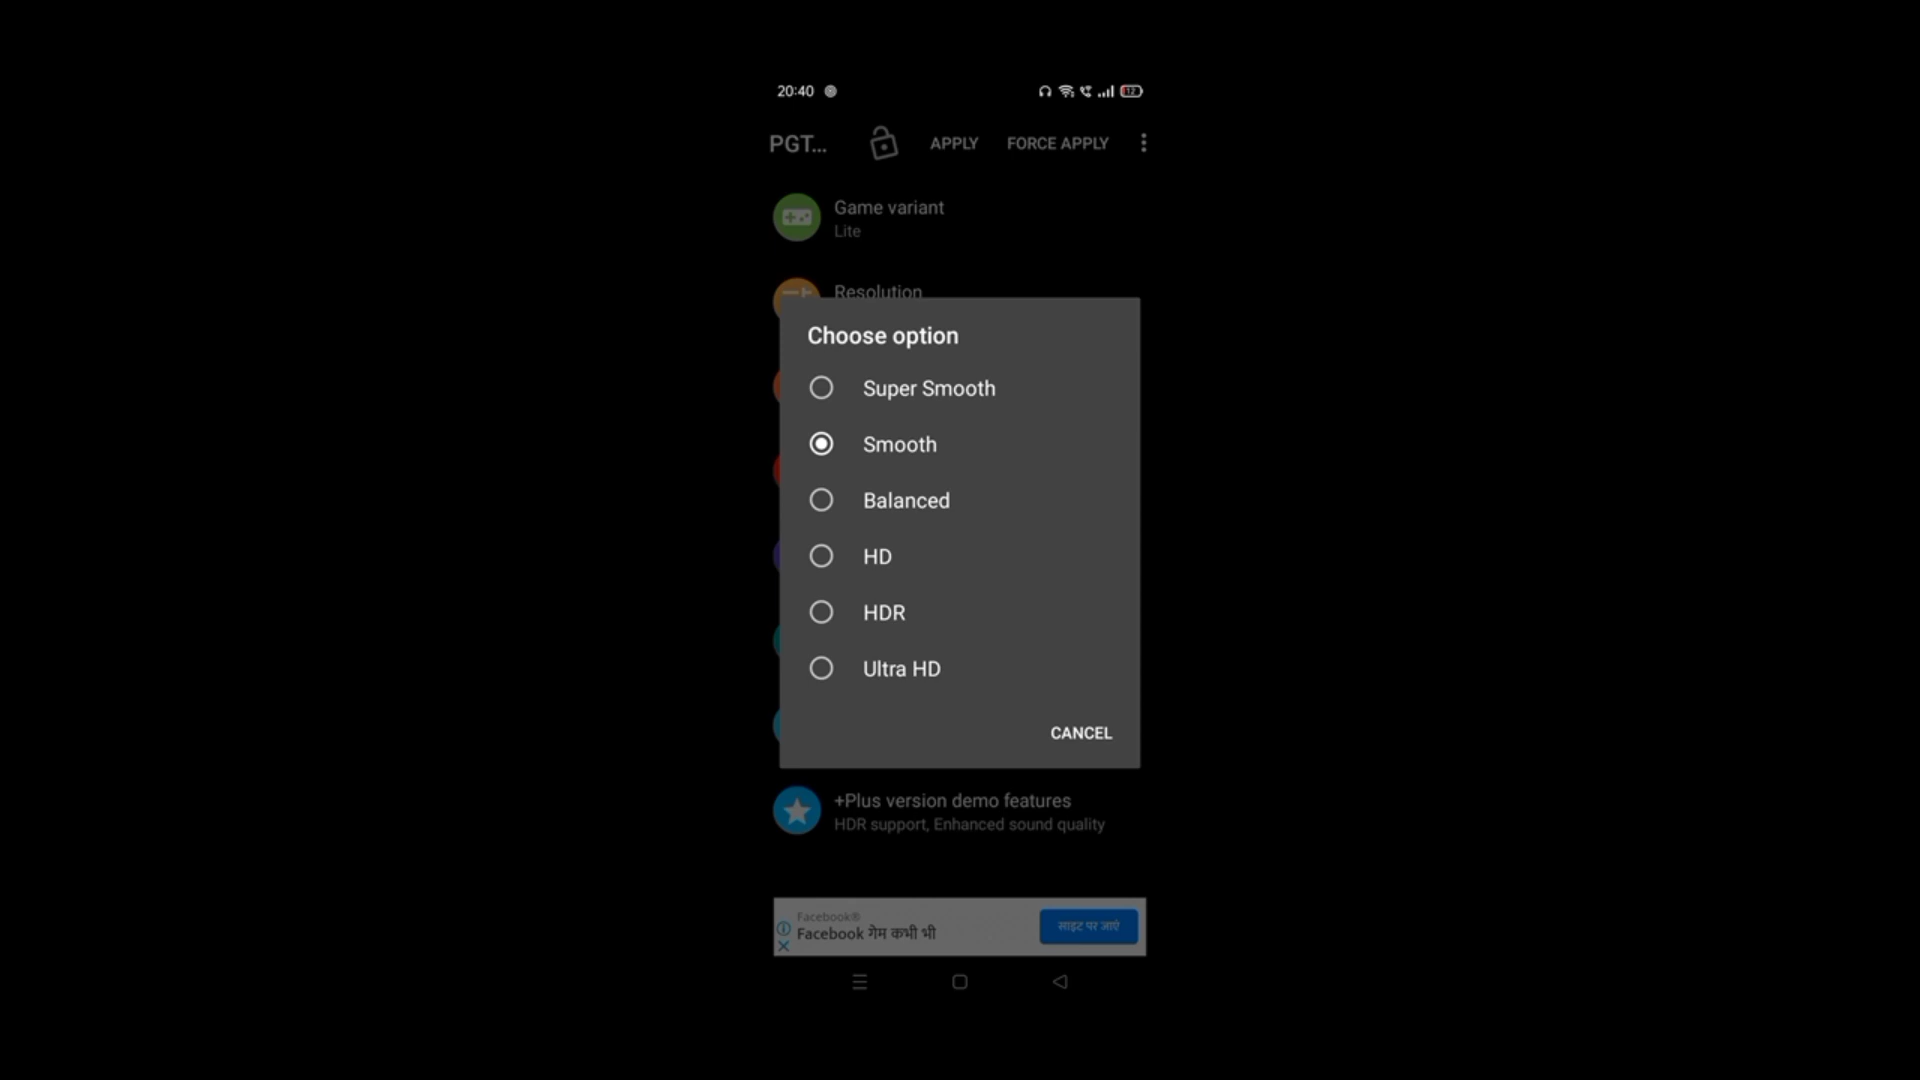 20:40
12
PGT...
APPLY
FORCE APPLY
Game variant
Lite
Resolution
Choose option
Super Smooth
Smooth
Balanced
HD
HDR
Ultra HD
CANCEL
+Plus version demo features
HDR support, Enhanced sound quality
Facebook®
Facebook गेम कभी भी
साइट पर जाएं